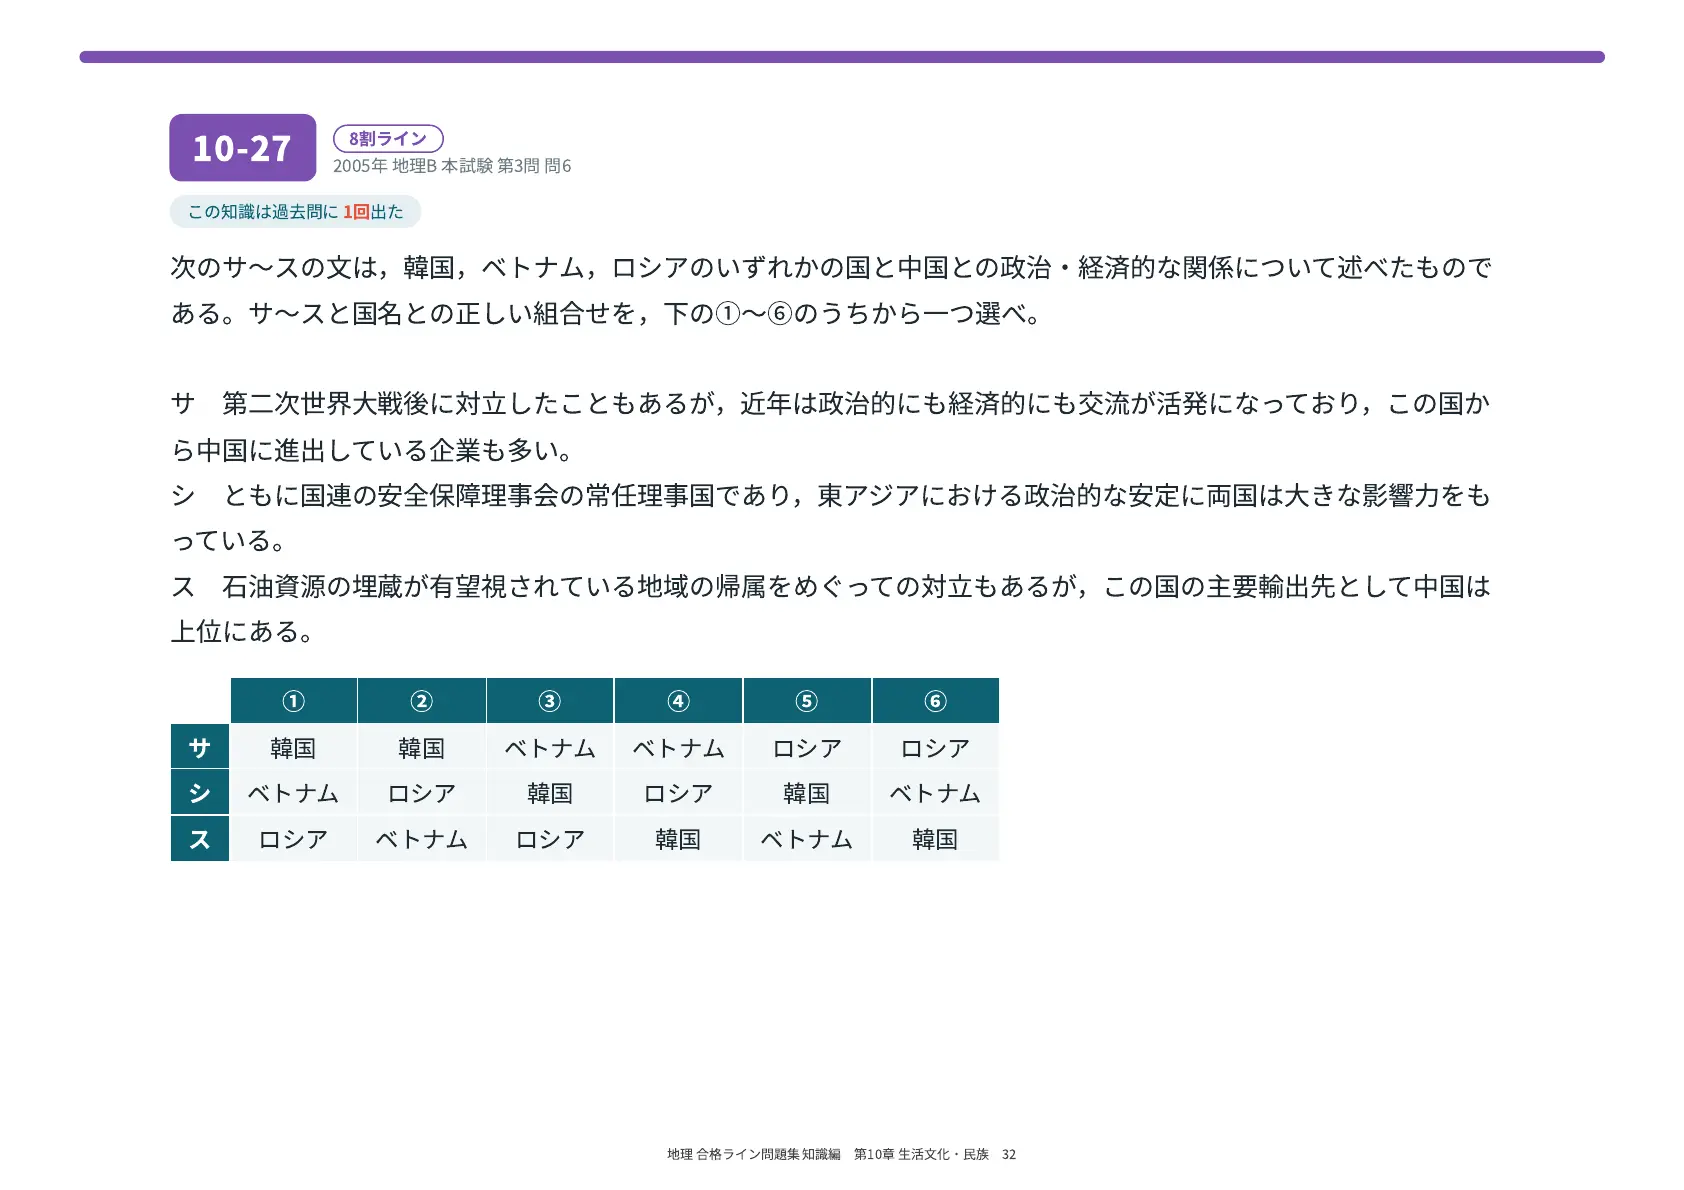 10-27
8割ライン
2005年 地理B 本試験 第3問 問6
この知識は過去問に 1回出た
次のサ～スの文は，韓国，ベトナム，ロシアのいずれかの国と中国との政治・経済的な関係について述べたもので
ある。サ～スと国名との正しい組合せを，下の①～⑥のうちから一つ選べ。
サ　第二次世界大戦後に対立したこともあるが，近年は政治的にも経済的にも交流が活発になっており，この国か
ら中国に進出している企業も多い。
シ　ともに国連の安全保障理事会の常任理事国であり，東アジアにおける政治的な安定に両国は大きな影響力をも
っている。
ス　石油資源の埋蔵が有望視されている地域の帰属をめぐっての対立もあるが，この国の主要輸出先として中国は
上位にある。
① ② ③ ④ ⑤ ⑥
サ 韓国 韓国 ベトナム ベトナム ロシア ロシア
シ ベトナム ロシア 韓国 ロシア 韓国 ベトナム
ス ロシア ベトナム ロシア 韓国 ベトナム 韓国
地理 合格ライン問題集 知識編　第10章 生活文化・民族　32